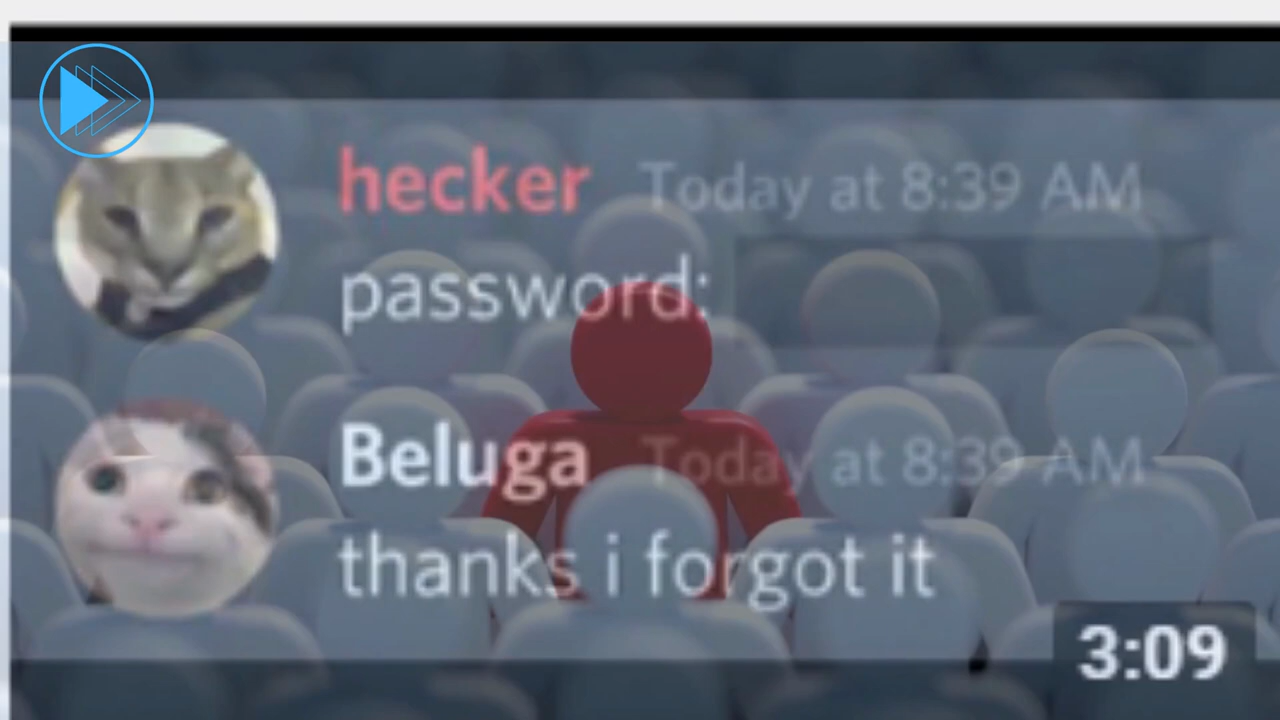 hecker Today at 8:39 AM
password:
Beluga Today at 8:39 AM
thanks i forgot it
3:09